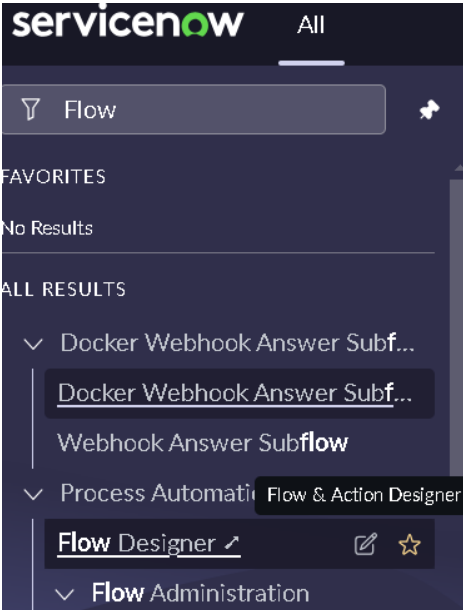 servicenow All
Flow
FAVORITES
No Results
ALL RESULTS
Docker Webhook Answer Subf...
Docker Webhook Answer Subf...
Webhook Answer Subflow
Process Automati
Flow & Action Designer
Flow Designer
Flow Administration